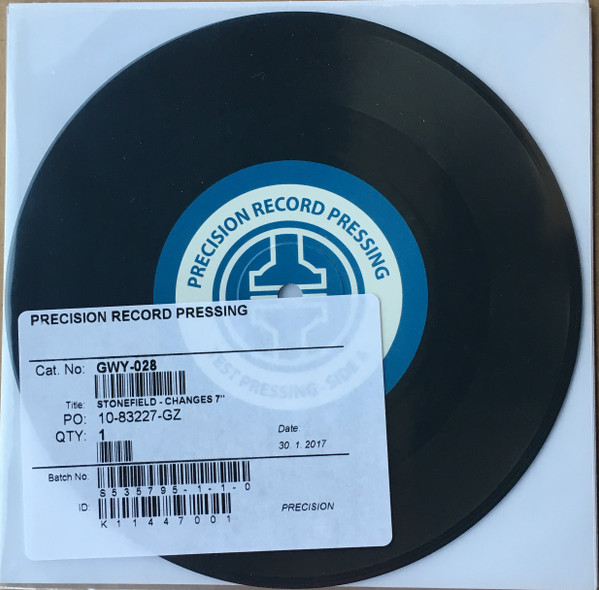 PRECISION RECORD PRESSING
TEST PRESSING - SIDE A
PRECISION RECORD PRESSING
Cat. No: GWY-028
Title: STONEFIELD - CHANGES 7"
PO: 10-83227-GZ
QTY: 1
Date:
30. 1. 2017
Batch No:
S535795-1-1-0
ID:
K11447001
PRECISION